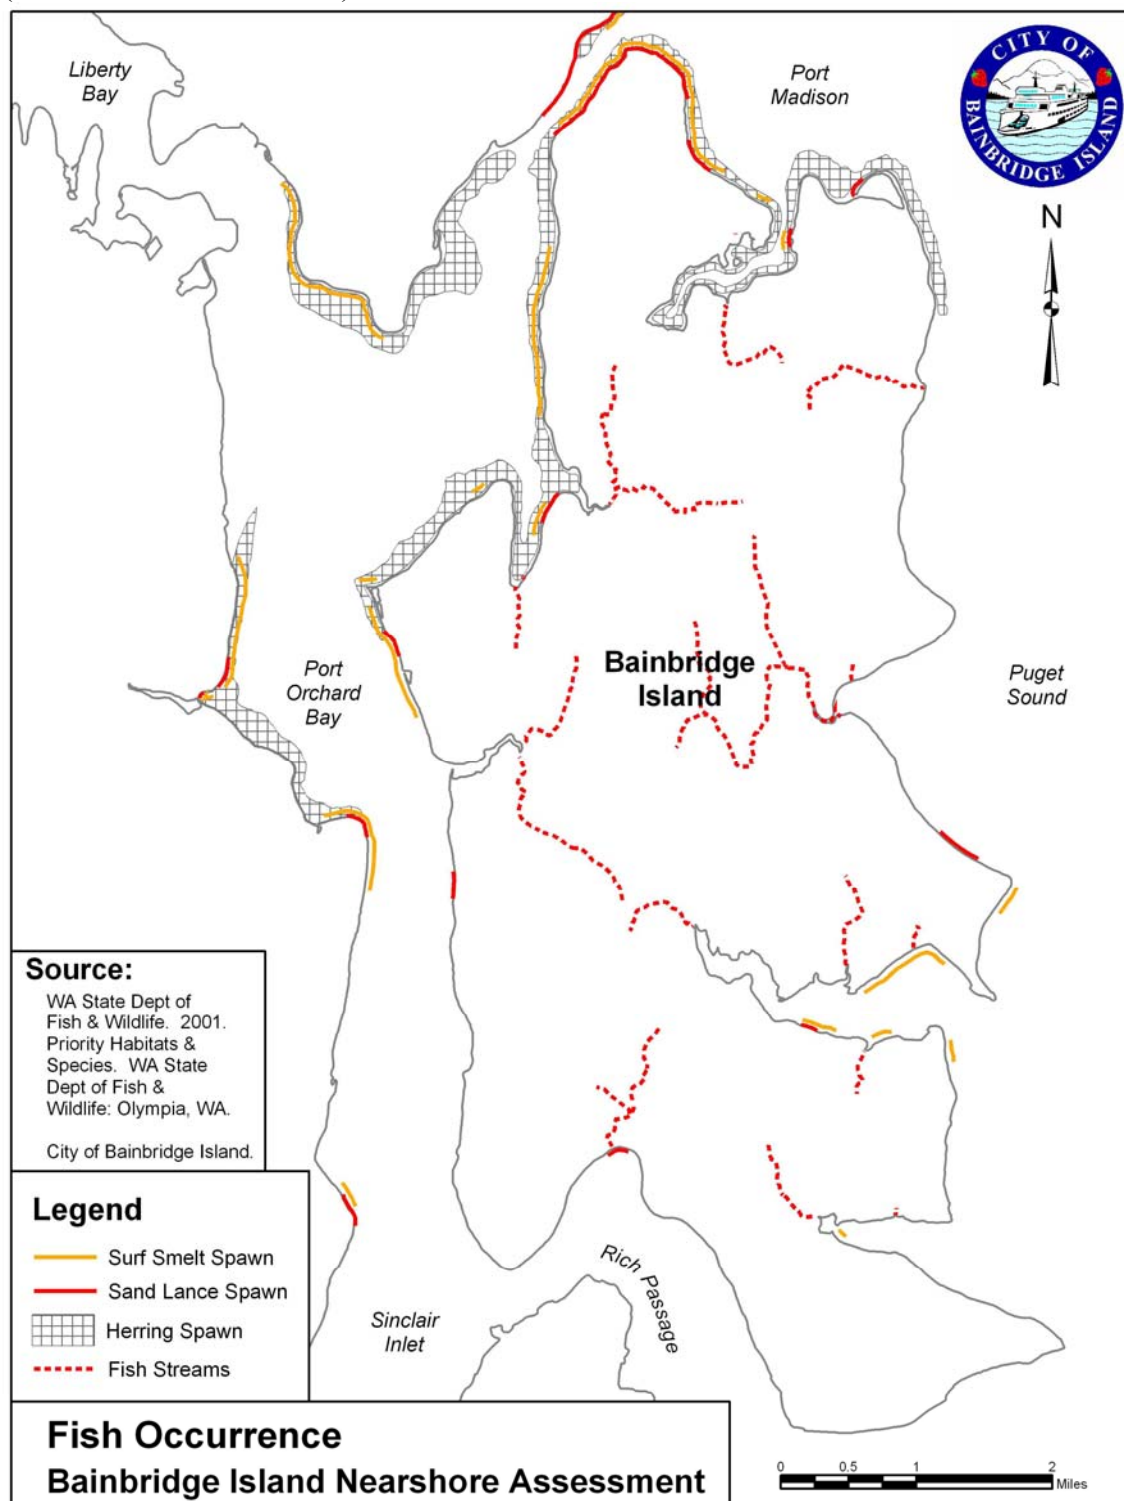 Liberty
Bay
Port
Madison
CITY OF
BAINBRIDGE ISLAND
N
Bainbridge
Island
Port
Orchard
Bay
Puget
Sound
Source:
WA State Dept of
Fish & Wildlife. 2001.
Priority Habitats &
Species. WA State
Dept of Fish &
Wildlife: Olympia, WA.
City of Bainbridge Island.
Legend
Surf Smelt Spawn
Sand Lance Spawn
Herring Spawn
Fish Streams
Rich Passage
Sinclair
Inlet
Fish Occurrence
Bainbridge Island Nearshore Assessment
0 0.5 1 2
Miles